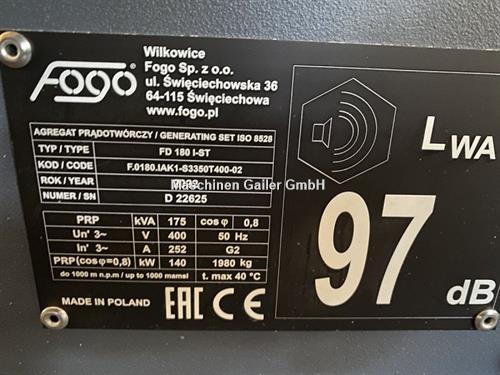 Fogo®
Wilkowice
Fogo Sp. z o.o.
ul. Święciechowska 36
64-115 Święciechowa
www.fogo.pl
AGREGAT PRĄDOTWÓRCZY / GENERATING SET ISO 8528
TYP / TYPE FD 180 I-ST
KOD / CODE F.0180.IAK1-S3350T400-02
ROK / YEAR
Maschinen Gailer GmbH
NUMER / SN D 22625
PRP kVA 175 cos φ 0,8
Un' 3~ V 400 50 Hz
In' 3~ A 252 G2
PRP(cosφ=0,8) kW 140 1980 kg
do 1000 m n.p.m / up to 1000 mamsl t. max 40 °C
MADE IN POLAND EAC CE
LWA
97
dB